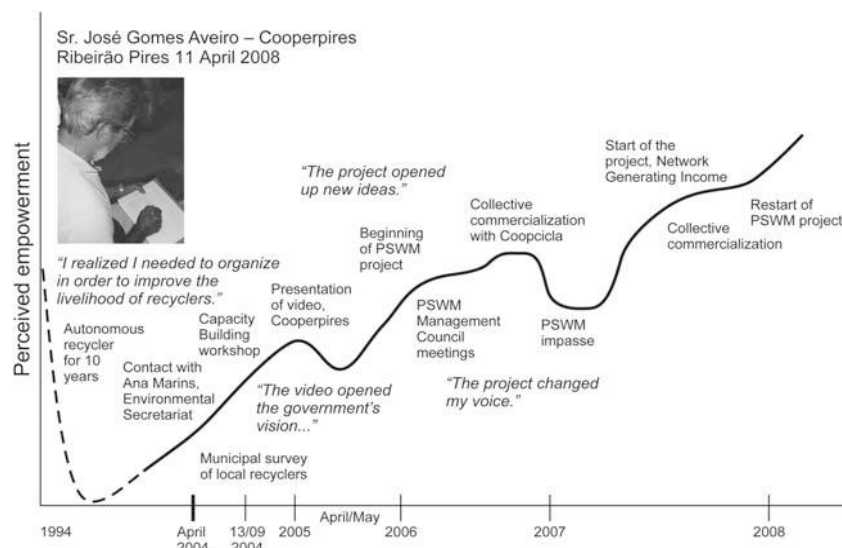 Sr. José Gomes Aveiro – Cooperpires
Ribeirão Pires 11 April 2008
Perceived empowerment
"I realized I needed to organize
in order to improve the
livelihood of recyclers."
Autonomous
recycler
for 10
years
Contact with
Ana Marins,
Environmental
Secretariat
Capacity
Building
workshop
Municipal survey
of local recyclers
Presentation
of video,
Cooperpires
"The video opened
the government's
vision..."
"The project opened
up new ideas."
Beginning
of PSWM
project
PSWM
Management
Council
meetings
Collective
commercialization
with Coopcicla
"The project changed
my voice."
PSWM
impasse
Start of the
project, Network
Generating Income
Collective
commercialization
Restart of
PSWM project
1994
April
2004
13/09
2004
2005
April/May
2006
2007
2008